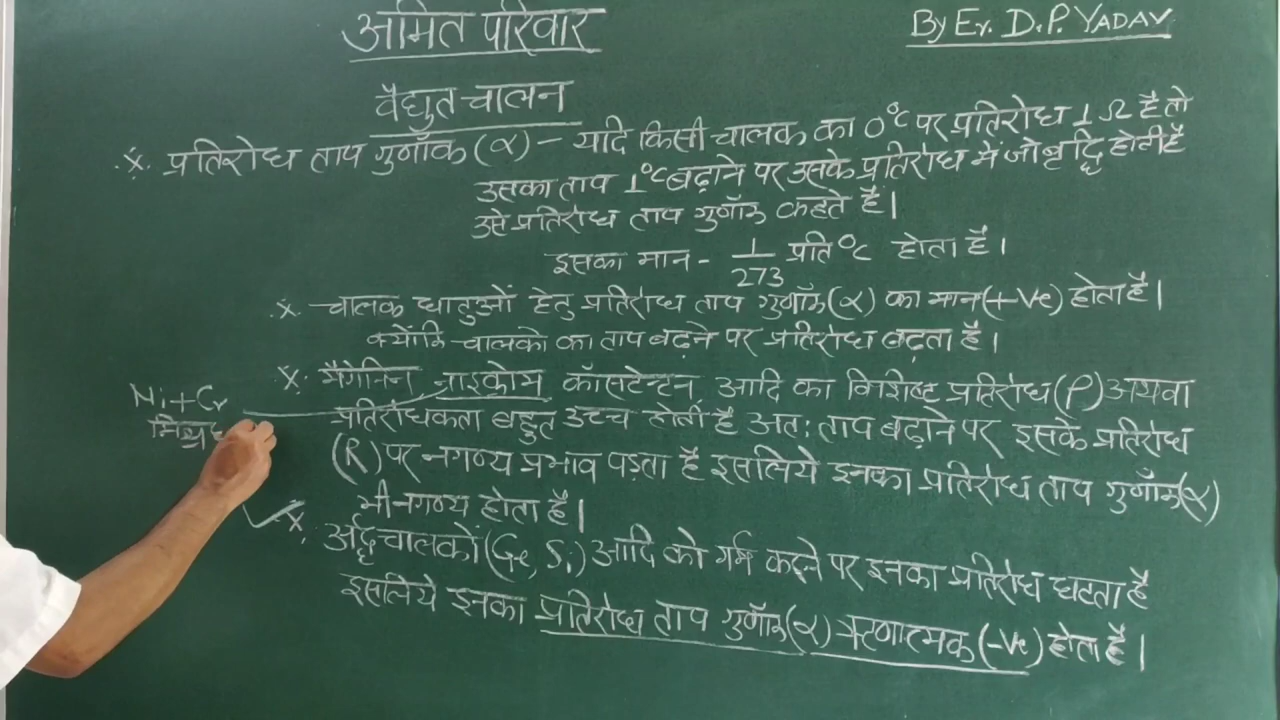 अमित परिवार
By Er. D.P. YADAV
वैद्युत चालन
* प्रतिरोध ताप गुणाँक (α) - यदि किसी चालक का 0°C पर प्रतिरोध 1 Ω है तो
उसका ताप 1°C बढ़ाने पर उसके प्रतिरोध में जो वृद्धि होती है
उसे प्रतिरोध ताप गुणाँक कहते है।
इसका मान - 1/273 प्रति °C होता है।
* चालक धातुओं हेतु प्रतिरोध ताप गुणाँक (α) का मान (+Ve) होता है।
क्योंकि चालको का ताप बढ़ने पर प्रतिरोध बढ़ता है।
* मैगेनिन, नाइक्रोम कॉंसटेन्टन, आदि का विशिष्ट प्रतिरोध (ρ) अथवा
Ni + Cr
प्रतिरोधकता बहुत उच्च होती है अत: ताप बढ़ाने पर इसके प्रतिरोध
(R) पर नगण्य प्रभाव पड़ता है इसलिये इनका प्रतिरोध ताप गुणाँक (α)
भी नगण्य होता है।
* अर्द्धचालकों (Ge, Si) आदि को गर्म करने पर इनका प्रतिरोध घटता है
इसलिये इनका प्रतिरोध ताप गुणाँक (α) ऋणात्मक (-Ve) होता है।